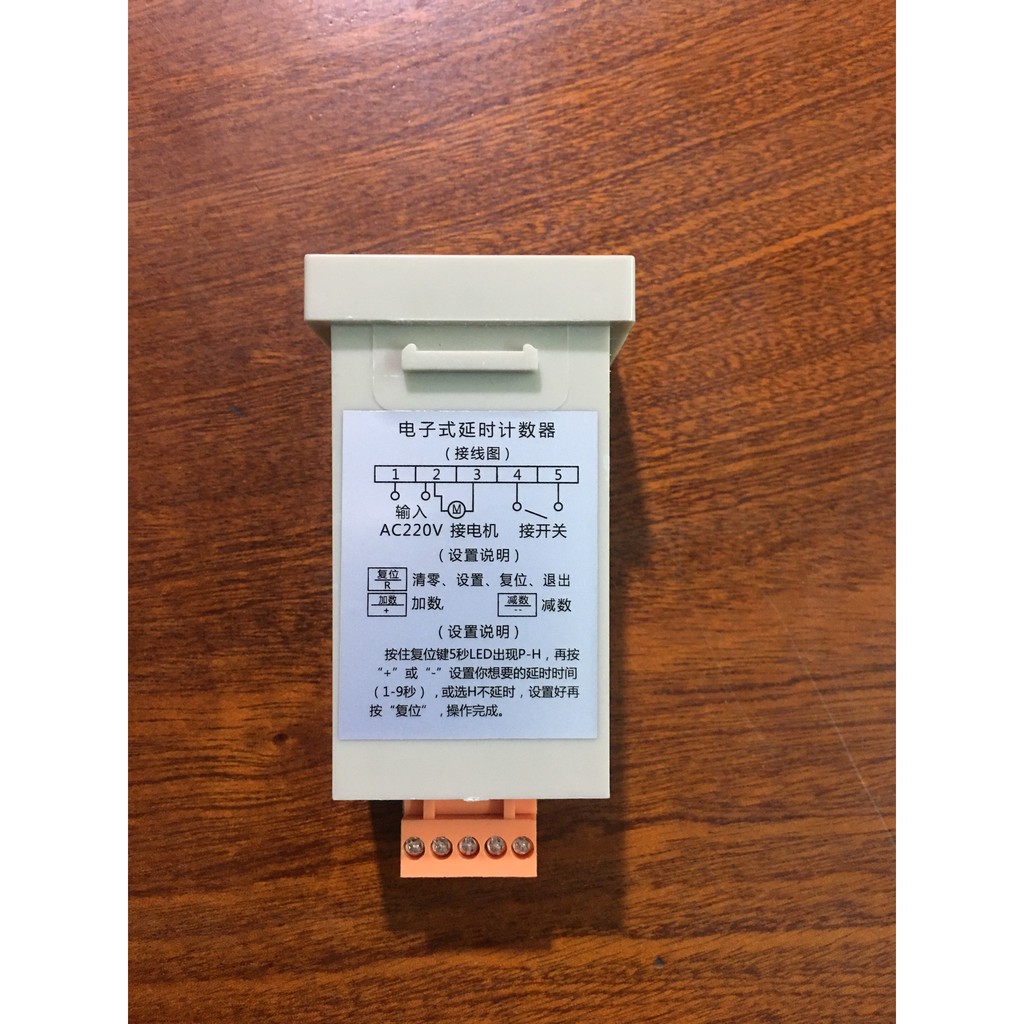 电子式延时计数器
（接线图）
1 2 3 4 5
M
输入
AC220V 接电机 接开关
（设置说明）
复位
R
清零、设置、复位、退出
加数
+
加数,
减数
--
减数
（设置说明）
按住复位键5秒LED出现P-H，再按
“+”或“-”设置你想要的延时时间
（1-9秒），或选H不延时，设置好再
按“复位”，操作完成。